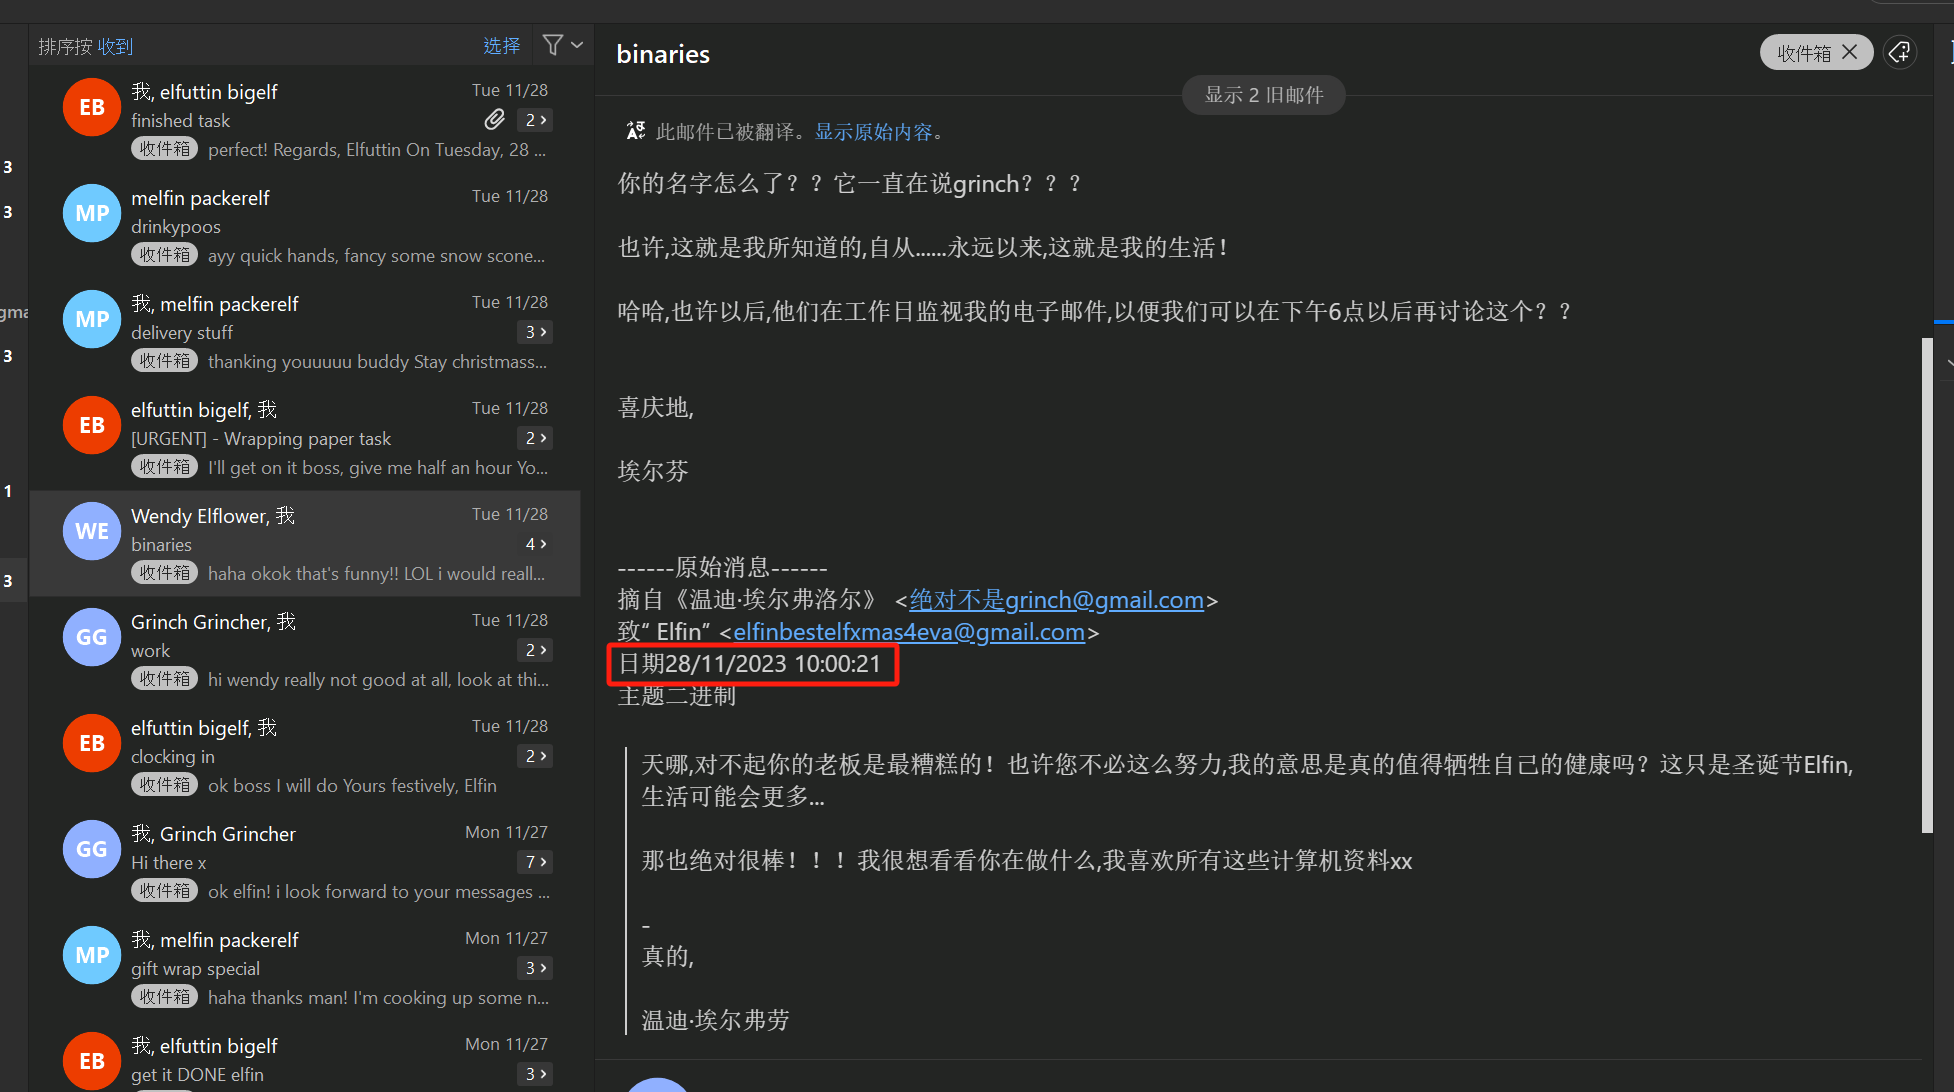 排序按 收到
选择
EB
我, elfuttin bigelf
Tue 11/28
finished task
2
收件箱
perfect! Regards, Elfuttin On Tuesday, 28 ...
MP
melfin packerelf
Tue 11/28
drinkypoos
收件箱
ayy quick hands, fancy some snow scone...
MP
我, melfin packerelf
Tue 11/28
delivery stuff
3
收件箱
thanking youuuuu buddy Stay christmass...
EB
elfuttin bigelf, 我
Tue 11/28
[URGENT] - Wrapping paper task
2
收件箱
I'll get on it boss, give me half an hour Yo...
WE
Wendy Elflower, 我
Tue 11/28
binaries
4
收件箱
haha okok that's funny!! LOL i would reall...
GG
Grinch Grincher, 我
Tue 11/28
work
2
收件箱
hi wendy really not good at all, look at thi...
EB
elfuttin bigelf, 我
Tue 11/28
clocking in
2
收件箱
ok boss I will do Yours festively, Elfin
GG
我, Grinch Grincher
Mon 11/27
Hi there x
7
收件箱
ok elfin! i look forward to your messages ...
MP
我, melfin packerelf
Mon 11/27
gift wrap special
3
收件箱
haha thanks man! I'm cooking up some n...
EB
我, elfuttin bigelf
Mon 11/27
get it DONE elfin
3
3
3
gma
3
1
3
binaries
收件箱
显示 2 旧邮件
此邮件已被翻译。显示原始内容。
你的名字怎么了？？它一直在说grinch？？？
也许,这就是我所知道的,自从......永远以来,这就是我的生活！
哈哈,也许以后,他们在工作日监视我的电子邮件,以便我们可以在下午6点以后再讨论这个？？
喜庆地,
埃尔芬
------原始消息------
摘自《温迪·埃尔弗洛尔》 <绝对不是grinch@gmail.com>
致“ Elfin” <elfinbestelfxmas4eva@gmail.com>
日期28/11/2023 10:00:21
主题二进制
天哪,对不起你的老板是最糟糕的！也许您不必这么努力,我的意思是真的值得牺牲自己的健康吗？这只是圣诞节Elfin,
生活可能会更多...
那也绝对很棒！！！我很想看看你在做什么,我喜欢所有这些计算机资料xx
-
真的,
温迪·埃尔弗劳